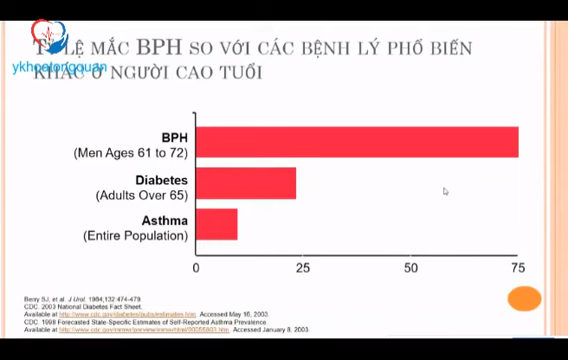 TỶ LỆ MẮC BPH SO VỚI CÁC BỆNH LÝ PHỔ BIẾN
KHÁC Ở NGƯỜI CAO TUỔI
ykhoatongquan
BPH
(Men Ages 61 to 72)
Diabetes
(Adults Over 65)
Asthma
(Entire Population)
0 25 50 75
Berry SJ, et al. J Urol. 1984;132:474-479.
CDC. 2003 National Diabetes Fact Sheet.
Available at http://www.cdc.gov/diabetes/pubs/estimates.htm. Accessed May 16, 2003.
CDC. 1998 Forecasted State-Specific Estimates of Self-Reported Asthma Prevalence.
Available at Accessed January 8, 2003.